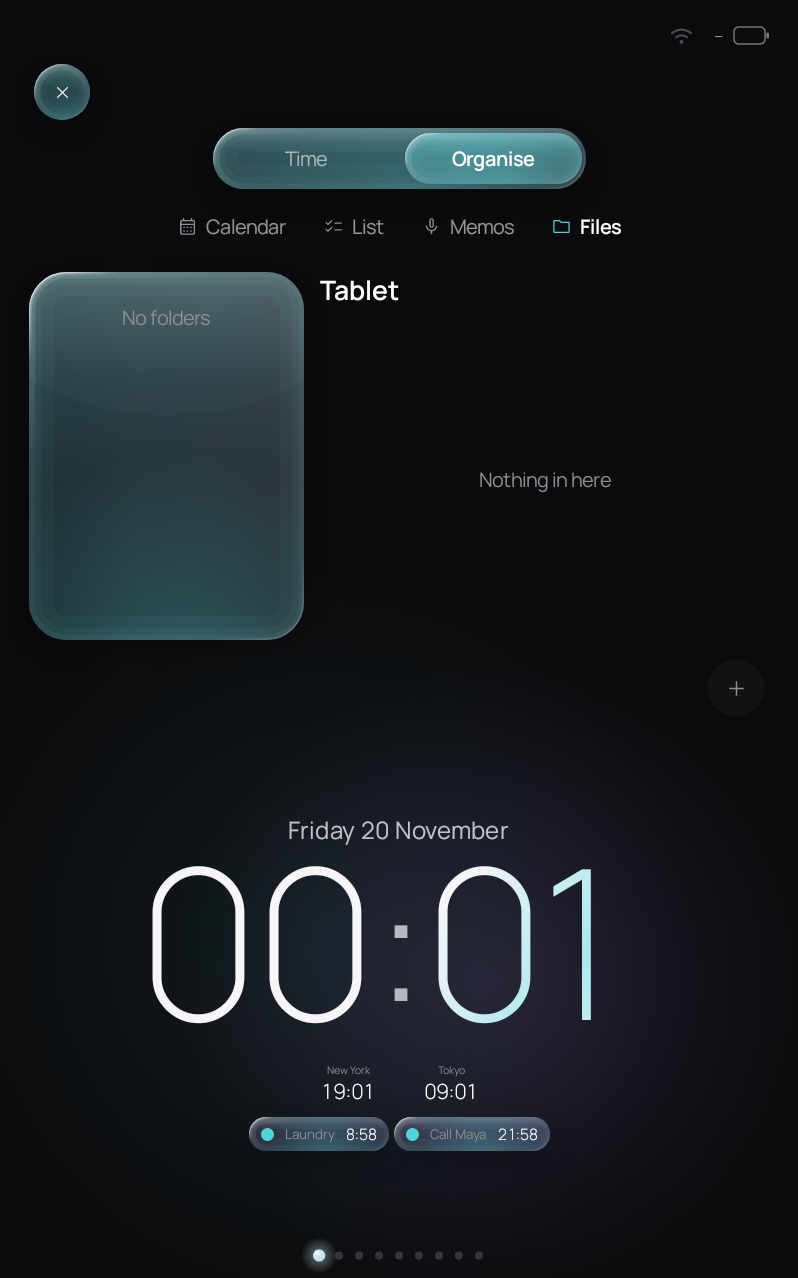 –
Time
Organise
Calendar
List
Memos
Files
No folders
Tablet
Nothing in here
Friday 20 November
00:01
New York
Tokyo
19:01
09:01
Laundry 8:58
Call Maya 21:58